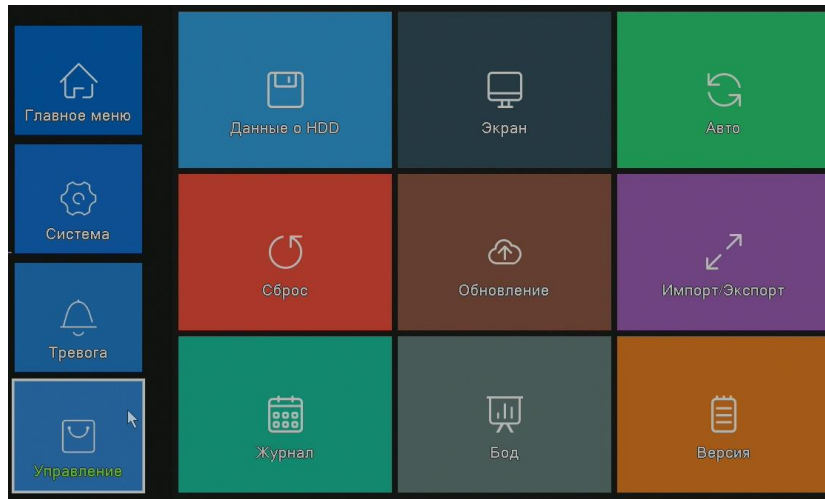 Главное меню
Система
Тревога
Управление
Данные о HDD
Экран
Авто
Сброс
Обновление
Импорт/Экспорт
Журнал
Бод
Версия